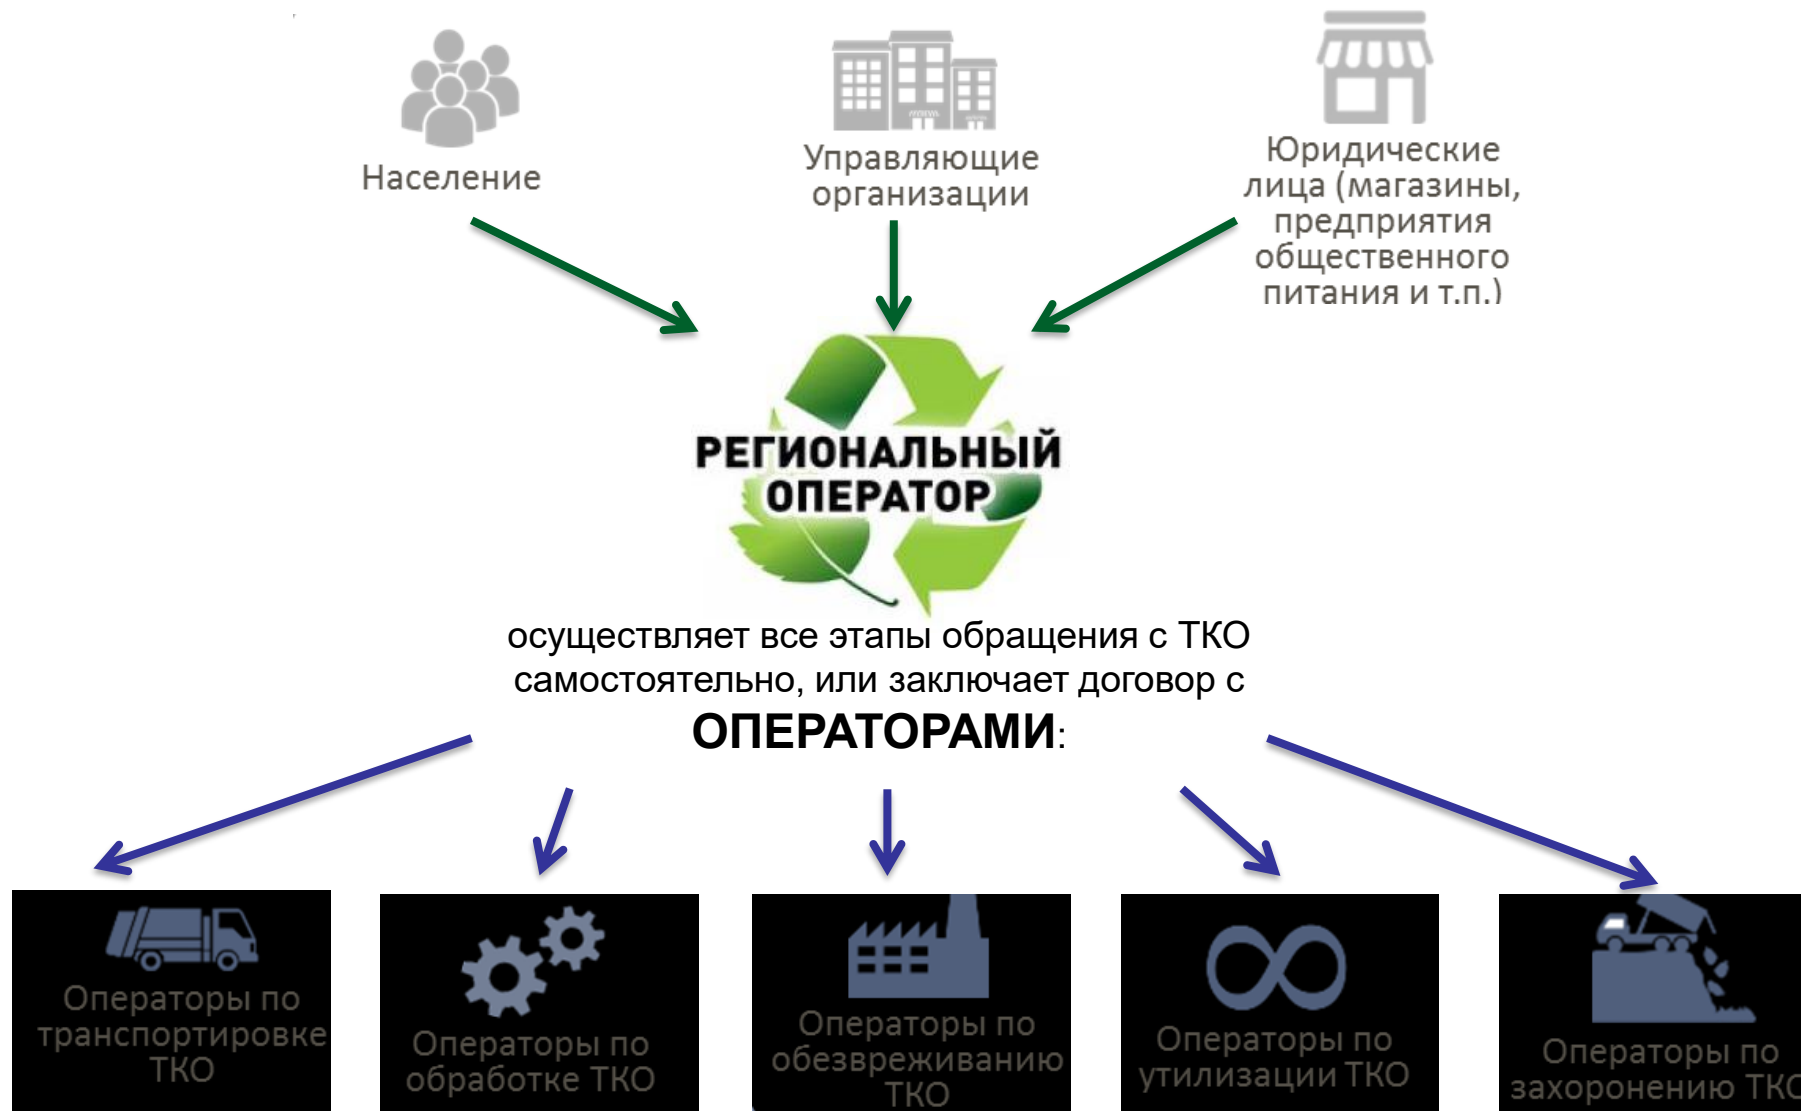 Население
Управляющие
организации
Юридические
лица (магазины,
предприятия
общественного
питания и т.п.)
РЕГИОНАЛЬНЫЙ
ОПЕРАТОР
осуществляет все этапы обращения с ТКО
самостоятельно, или заключает договор с
ОПЕРАТОРАМИ:
Операторы по
транспортировке
ТКО
Операторы по
обработке ТКО
Операторы по
обезвреживанию
ТКО
Операторы по
утилизации ТКО
Операторы по
захоронению ТКО